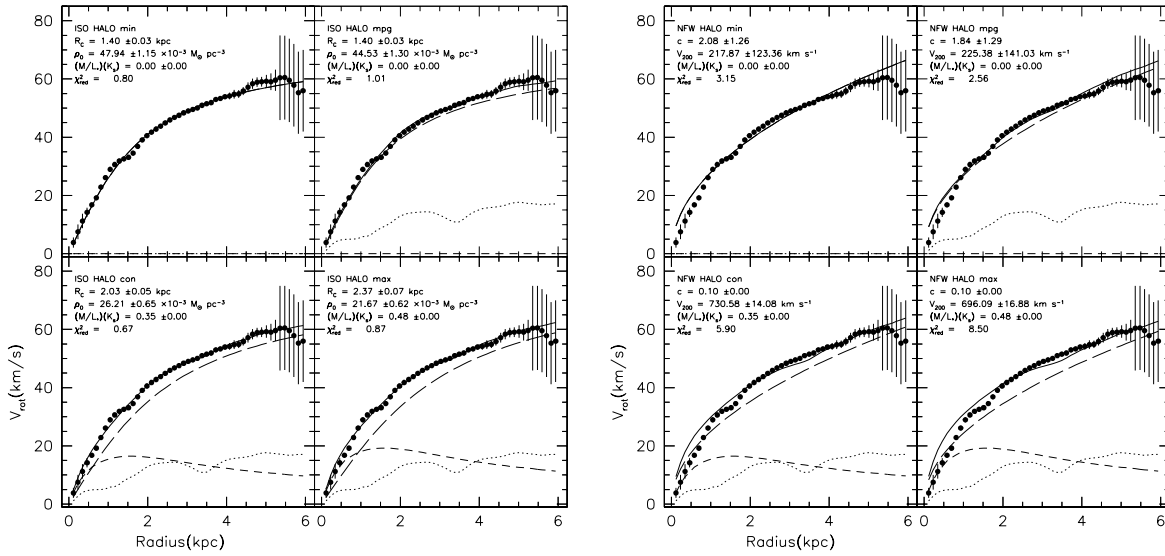 ISO HALO min
R_C = 1.40 ±0.03 kpc
ρ_0 = 47.94 ±1.15 ×10⁻³ M_⊙ pc⁻³
(M/L_*)(K_s) = 0.00 ±0.00
χ²_red = 0.80
ISO HALO mpg
R_C = 1.40 ±0.03 kpc
ρ_0 = 44.53 ±1.30 ×10⁻³ M_⊙ pc⁻³
(M/L_*)(K_s) = 0.00 ±0.00
χ²_red = 1.01
80
60
40
20
0
ISO HALO con
R_C = 2.03 ±0.05 kpc
ρ_0 = 26.21 ±0.65 ×10⁻³ M_⊙ pc⁻³
(M/L_*)(K_s) = 0.35 ±0.00
χ²_red = 0.67
ISO HALO max
R_C = 2.37 ±0.07 kpc
ρ_0 = 21.67 ±0.62 ×10⁻³ M_⊙ pc⁻³
(M/L_*)(K_s) = 0.48 ±0.00
χ²_red = 0.87
80
60
40
20
0
V_rot(km/s)
0 2 4 6 0 2 4 6
Radius(kpc)
NFW HALO min
c = 2.08 ±1.26
V_200 = 217.87 ±123.36 km s⁻¹
(M/L_*)(K_s) = 0.00 ±0.00
χ²_red = 3.15
NFW HALO mpg
c = 1.84 ±1.29
V_200 = 225.38 ±141.03 km s⁻¹
(M/L_*)(K_s) = 0.00 ±0.00
χ²_red = 2.56
80
60
40
20
0
NFW HALO con
c = 0.10 ±0.00
V_200 = 730.58 ±14.08 km s⁻¹
(M/L_*)(K_s) = 0.35 ±0.00
χ²_red = 5.90
NFW HALO max
c = 0.10 ±0.00
V_200 = 696.09 ±16.88 km s⁻¹
(M/L_*)(K_s) = 0.48 ±0.00
χ²_red = 8.50
80
60
40
20
0
V_rot(km/s)
0 2 4 6 0 2 4 6
Radius(kpc)